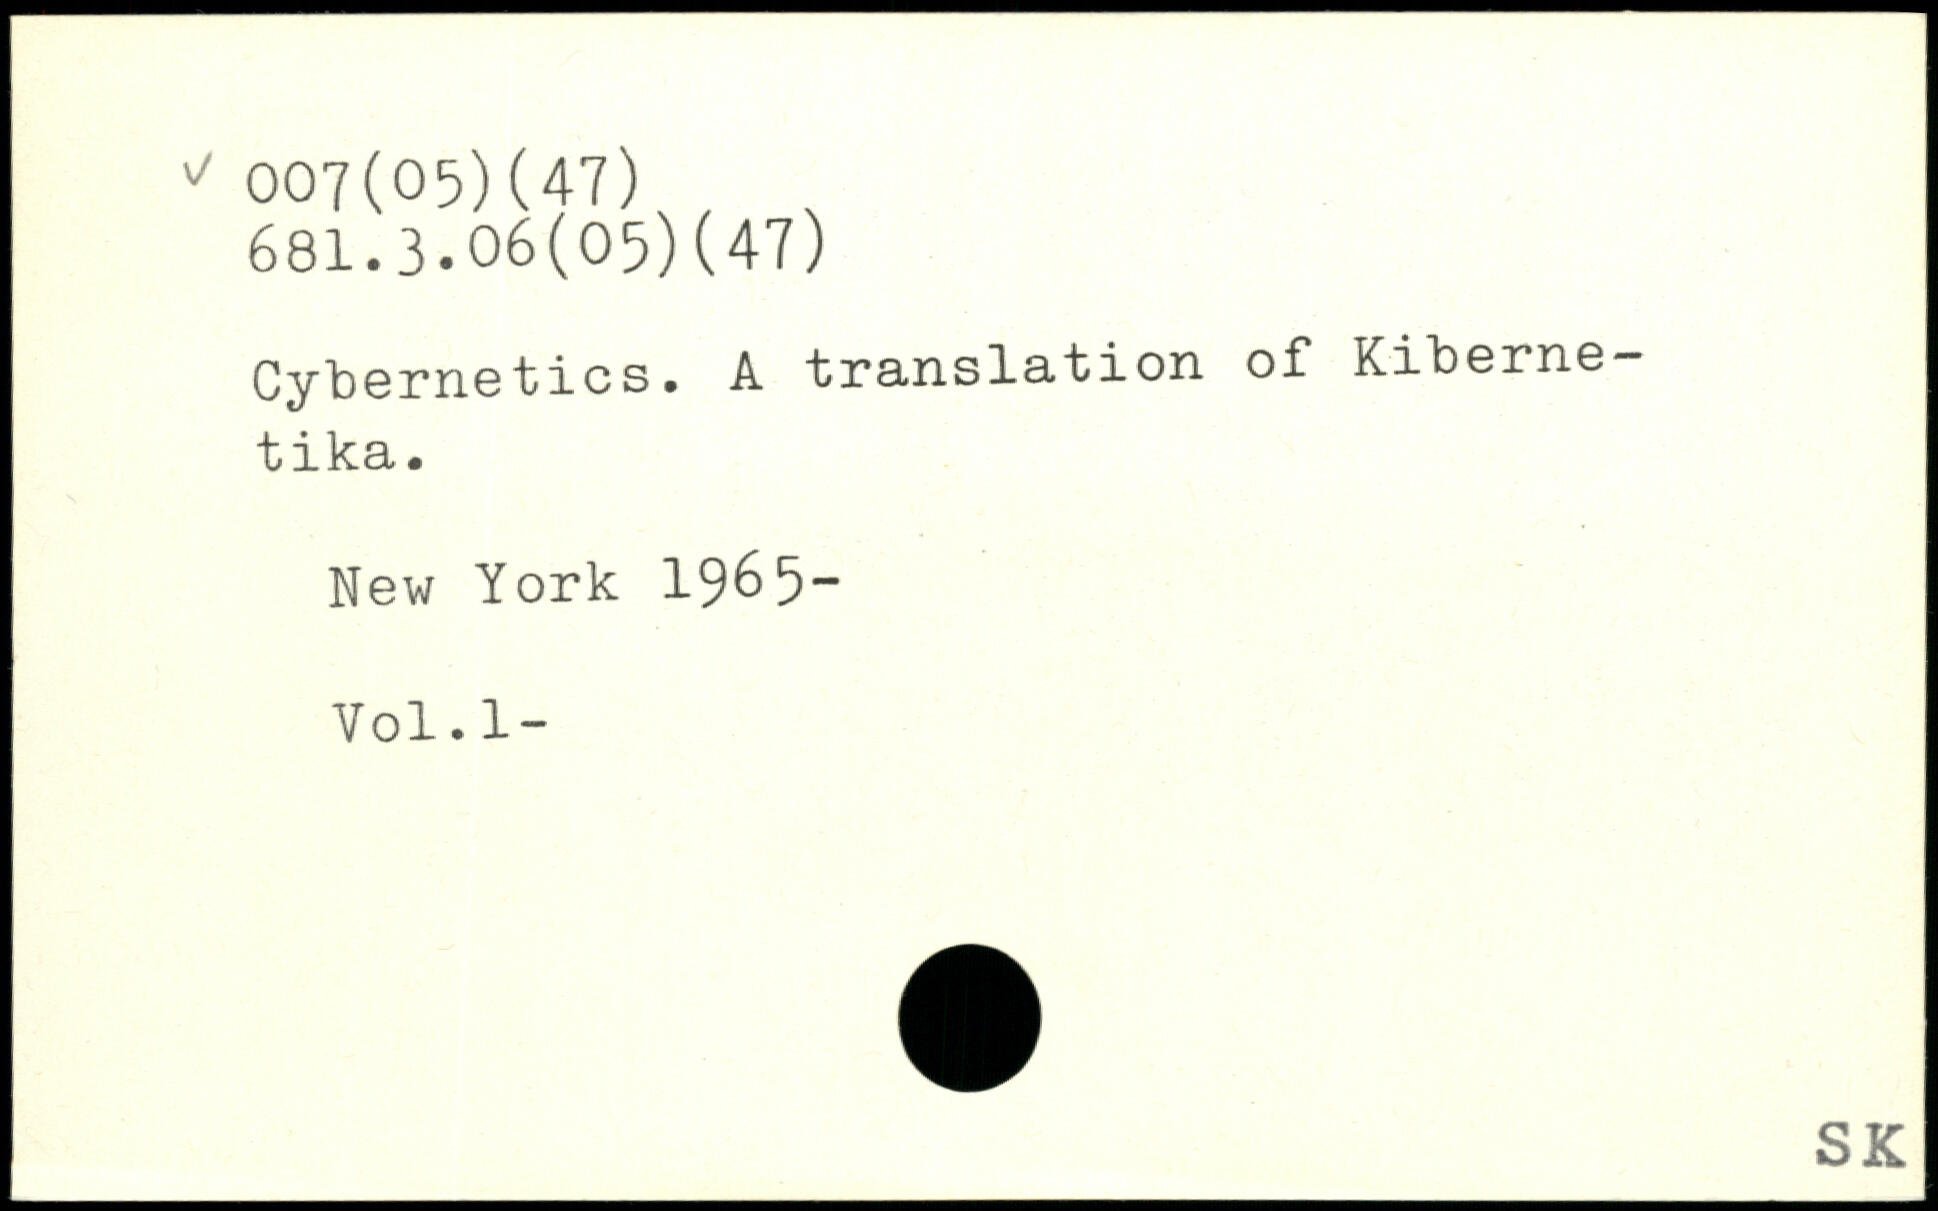 ✓ 007(05)(47)
681.3.06(05)(47)
Cybernetics. A translation of Kiberne-
tika.
New York 1965-
Vol.1-
SK